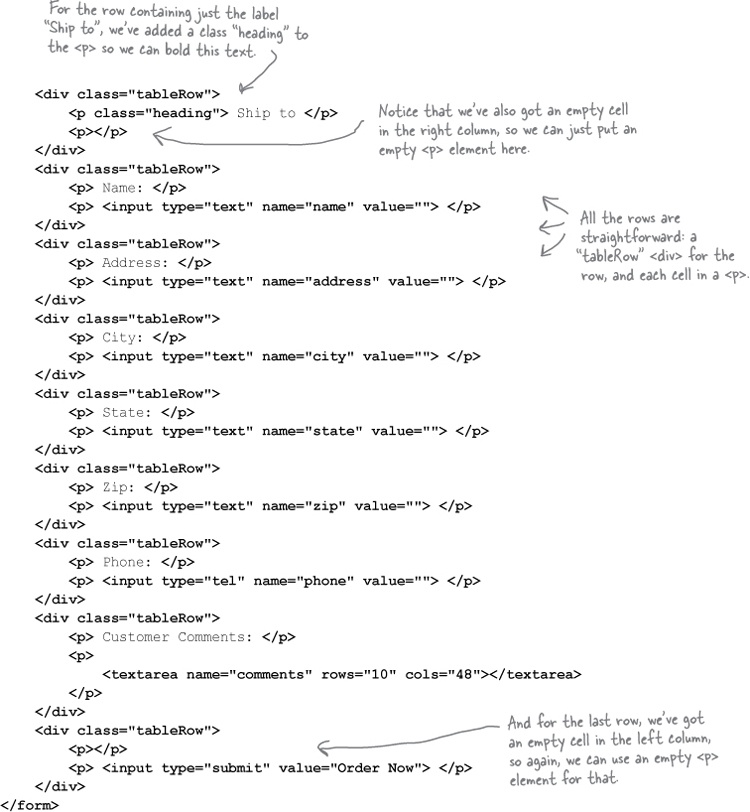 For the row containing just the label
"Ship to", we've added a class "heading" to
the <p> so we can bold this text.
<div class="tableRow">
<p class="heading"> Ship to </p>
<p></p>
</div>
Notice that we've also got an empty cell
in the right column, so we can just put an
empty <p> element here.
<div class="tableRow">
<p> Name: </p>
<p> <input type="text" name="name" value=""> </p>
</div>
All the rows are
straightforward: a
"tableRow" <div> for the
row, and each cell in a <p>.
<div class="tableRow">
<p> Address: </p>
<p> <input type="text" name="address" value=""> </p>
</div>
<div class="tableRow">
<p> City: </p>
<p> <input type="text" name="city" value=""> </p>
</div>
<div class="tableRow">
<p> State: </p>
<p> <input type="text" name="state" value=""> </p>
</div>
<div class="tableRow">
<p> Zip: </p>
<p> <input type="text" name="zip" value=""> </p>
</div>
<div class="tableRow">
<p> Phone: </p>
<p> <input type="tel" name="phone" value=""> </p>
</div>
<div class="tableRow">
<p> Customer Comments: </p>
<p>
<textarea name="comments" rows="10" cols="48"></textarea>
</p>
</div>
<div class="tableRow">
<p></p>
<p> <input type="submit" value="Order Now"> </p>
</div>
And for the last row, we've got
an empty cell in the left column,
so again, we can use an empty <p>
element for that.
</form>